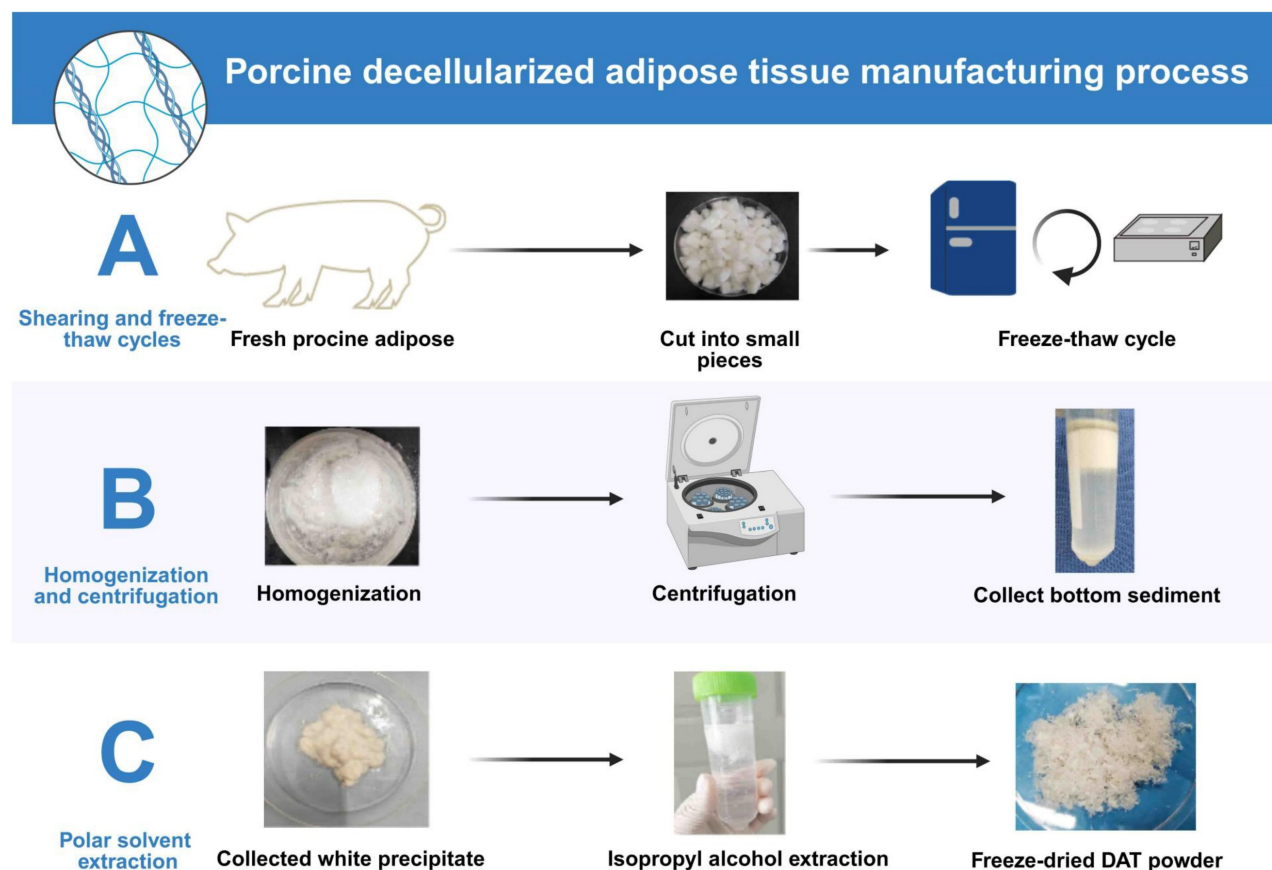 Porcine decellularized adipose tissue manufacturing process
A
Shearing and freeze-
thaw cycles
Fresh procine adipose
Cut into small
pieces
Freeze-thaw cycle
B
Homogenization
and centrifugation
Homogenization
Centrifugation
Collect bottom sediment
C
Polar solvent
extraction
Collected white precipitate
Isopropyl alcohol extraction
Freeze-dried DAT powder